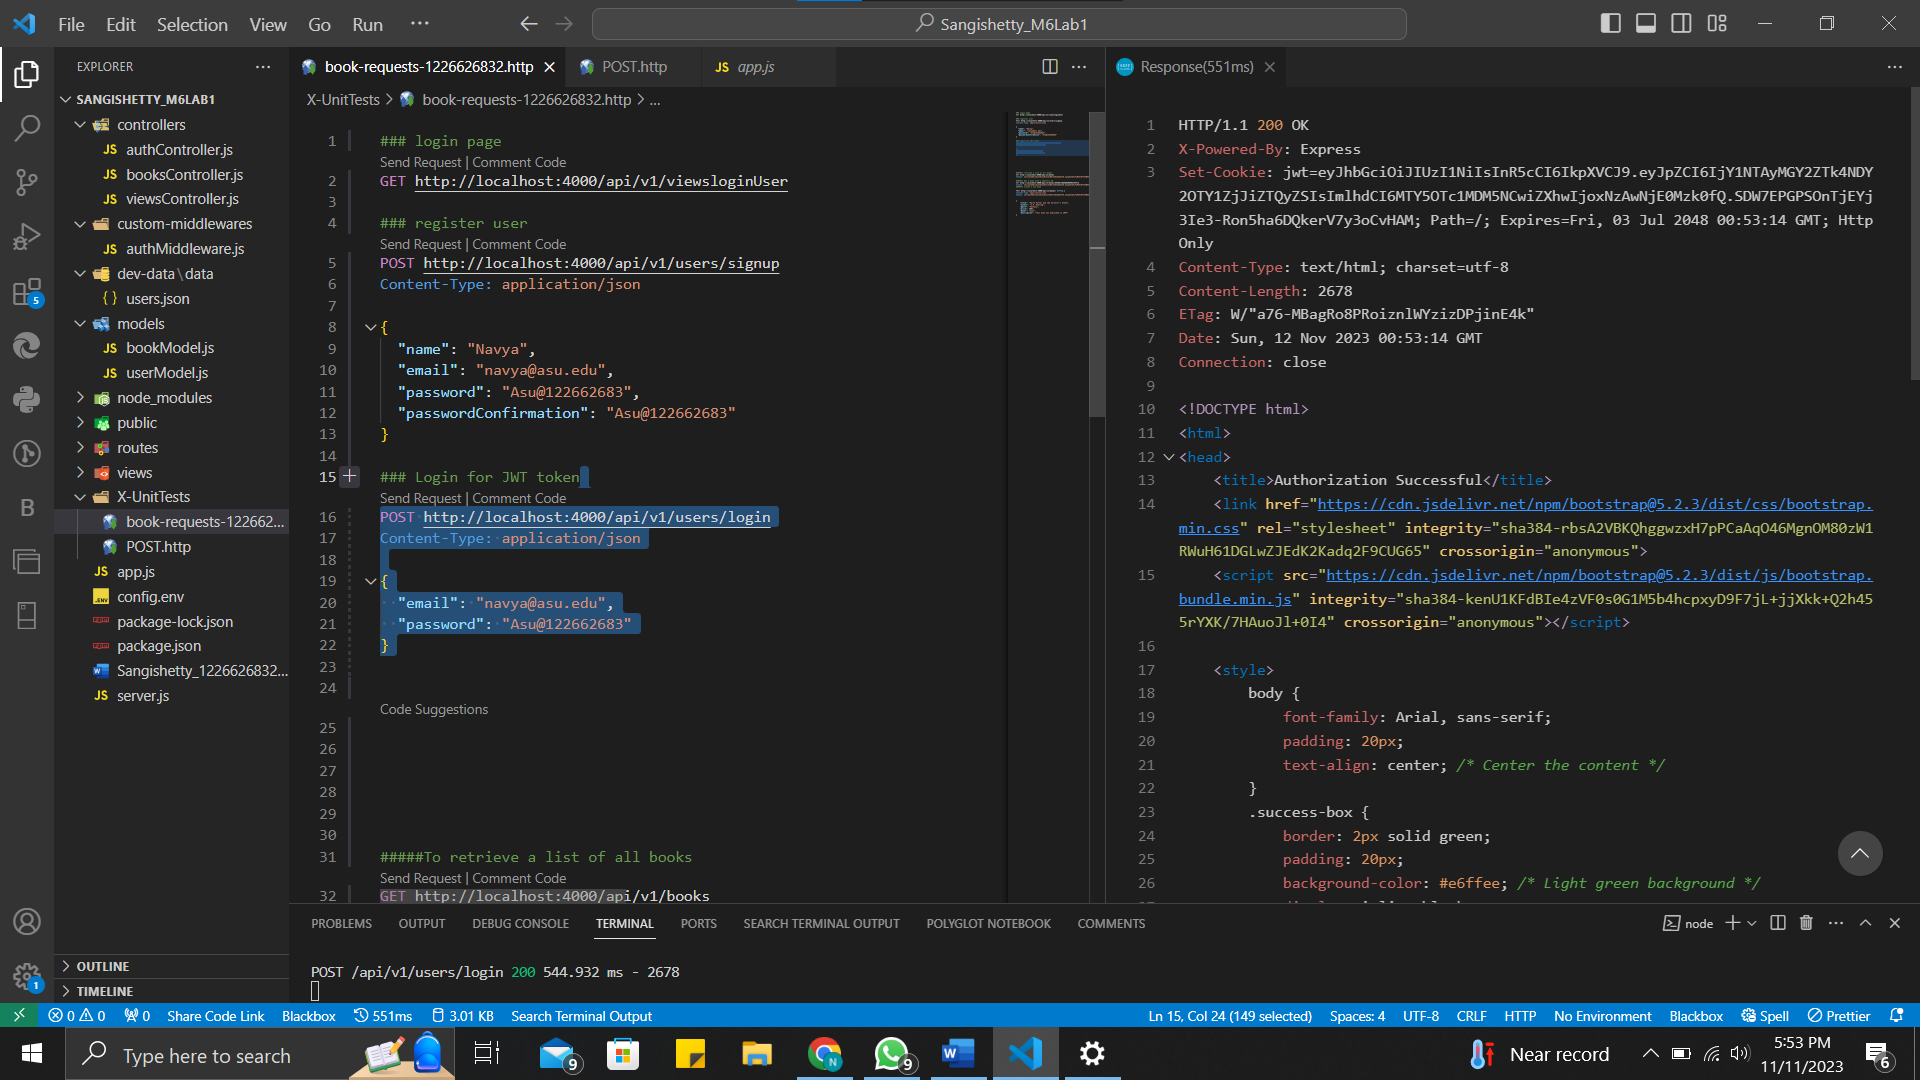 File Edit Selection View Go Run ···
Sangishetty_M6Lab1
EXPLORER
SANGISHETTY_M6LAB1
controllers
JS authController.js
JS booksController.js
JS viewsController.js
custom-middlewares
JS authMiddleware.js
dev-data\data
{} users.json
models
JS bookModel.js
JS userModel.js
node_modules
public
routes
views
X-UnitTests
book-requests-122662...
POST.http
JS app.js
config.env
package-lock.json
package.json
Sangishetty_1226626832...
JS server.js
OUTLINE
TIMELINE
book-requests-1226626832.http
POST.http
JS app.js
X-UnitTests > book-requests-1226626832.http > ...
1 ### login page
Send Request | Comment Code
2 GET http://localhost:4000/api/v1/viewsloginUser
3
4 ### register user
Send Request | Comment Code
5 POST http://localhost:4000/api/v1/users/signup
6 Content-Type: application/json
7
8 {
9 "name": "Navya",
10 "email": "navya@asu.edu",
11 "password": "Asu@122662683",
12 "passwordConfirmation": "Asu@122662683"
13 }
14
15 ### Login for JWT token
Send Request | Comment Code
16 POST http://localhost:4000/api/v1/users/login
17 Content-Type: application/json
18
19 {
20 "email": "navya@asu.edu",
21 "password": "Asu@122662683"
22 }
23
24
Code Suggestions
25
26
27
28
29
30
31 #####To retrieve a list of all books
Send Request | Comment Code
32 GET http://localhost:4000/api/v1/books
Response(551ms)
1 HTTP/1.1 200 OK
2 X-Powered-By: Express
3 Set-Cookie: jwt=eyJhbGciOiJIUzI1NiIsInR5cCI6IkpXVCJ9.eyJpZCI6IjY1NTAyMGY2ZTk4NDY
2OTY1ZjJiZTQyZSIsImlhdCI6MTY5OTc1MDM5NCwiZXhwIjoxNzAwNjE0Mzk0fQ.SDW7EPGPSOnTjEYj
3Ie3-Ron5ha6DQkerV7y3oCvHAM; Path=/; Expires=Fri, 03 Jul 2048 00:53:14 GMT; Http
Only
4 Content-Type: text/html; charset=utf-8
5 Content-Length: 2678
6 ETag: W/"a76-MBagRo8PRoiznlWYzizDPjinE4k"
7 Date: Sun, 12 Nov 2023 00:53:14 GMT
8 Connection: close
9
10 <!DOCTYPE html>
11 <html>
12 <head>
13 <title>Authorization Successful</title>
14 <link href="https://cdn.jsdelivr.net/npm/bootstrap@5.2.3/dist/css/bootstrap.
min.css" rel="stylesheet" integrity="sha384-rbsA2VBKQhggwzxH7pPCaAqO46MgnOM80zW1
RWuH61DGLwZJEdK2Kadq2F9CUG65" crossorigin="anonymous">
15 <script src="https://cdn.jsdelivr.net/npm/bootstrap@5.2.3/dist/js/bootstrap.
bundle.min.js" integrity="sha384-kenU1KFdBIe4zVF0s0G1M5b4hcpxyD9F7jL+jjXkk+Q2h45
5rYXK/7HAuoJl+0I4" crossorigin="anonymous"></script>
16
17 <style>
18 body {
19 font-family: Arial, sans-serif;
20 padding: 20px;
21 text-align: center; /* Center the content */
22 }
23 .success-box {
24 border: 2px solid green;
25 padding: 20px;
26 background-color: #e6ffee; /* Light green background */
PROBLEMS OUTPUT DEBUG CONSOLE TERMINAL PORTS SEARCH TERMINAL OUTPUT POLYGLOT NOTEBOOK COMMENTS
node
POST /api/v1/users/login 200 544.932 ms - 2678
0 0 0 Share Code Link Blackbox 551ms 3.01 KB Search Terminal Output
Ln 15, Col 24 (149 selected) Spaces: 4 UTF-8 CRLF HTTP No Environment Blackbox Spell Prettier
Type here to search
9
9
Near record
5:53 PM
11/11/2023
6